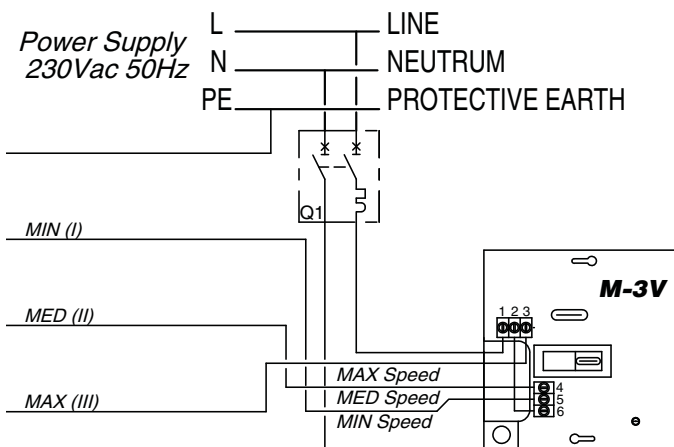 Power Supply
230Vac 50Hz
L LINE
N NEUTRUM
PE PROTECTIVE EARTH
Q1
MIN (I)
M-3V
1 2 3
MED (II)
MAX Speed
4
MED Speed
5
MAX (III)
MIN Speed
6